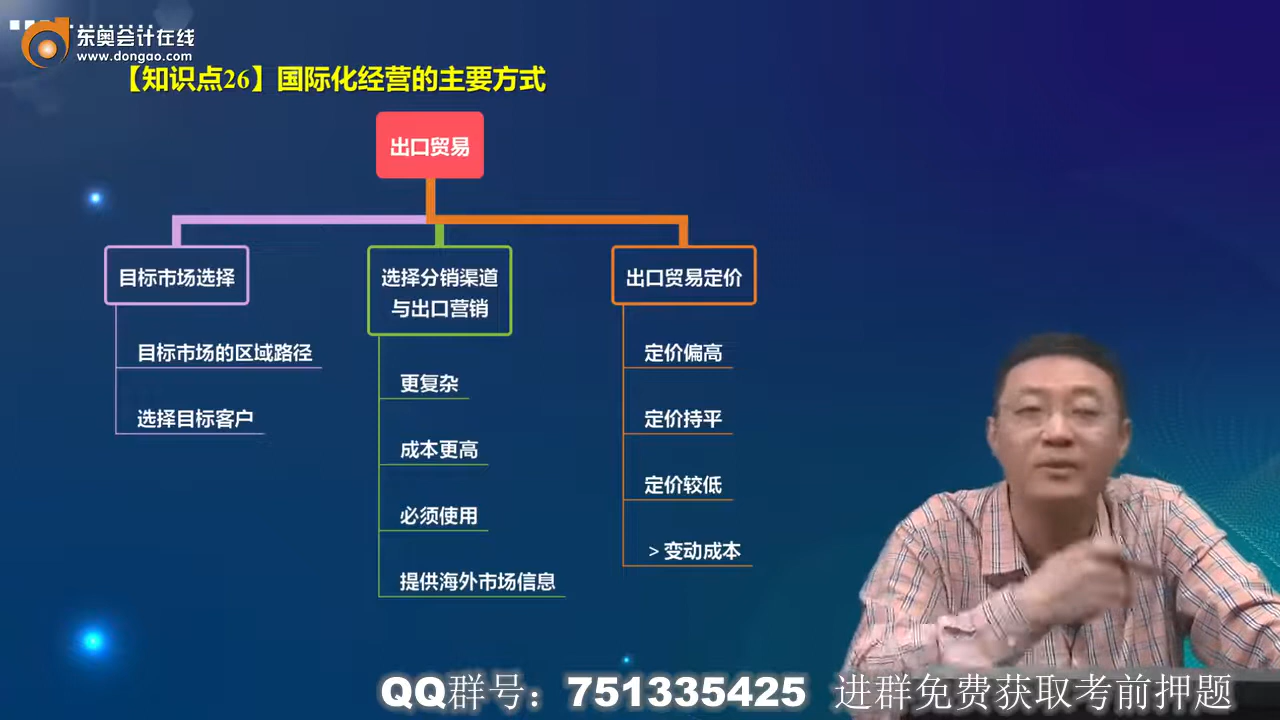 东奥会计在线
www.dongao.com
【知识点26】国际化经营的主要方式
出口贸易
目标市场选择
目标市场的区域路径
选择目标客户
选择分销渠道
与出口营销
更复杂
成本更高
必须使用
提供海外市场信息
出口贸易定价
定价偏高
定价持平
定价较低
＞变动成本
QQ群号：751335425 进群免费获取考前押题